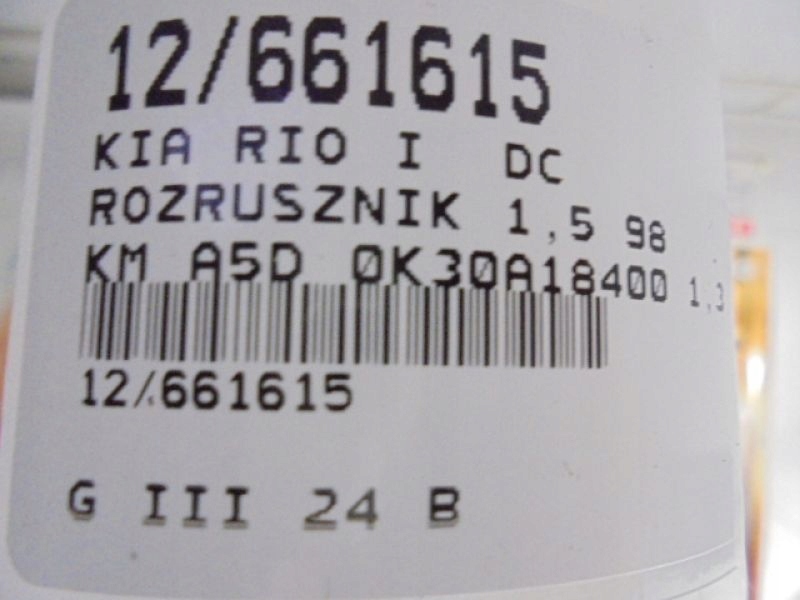 12/661615
KIA RIO I DC
ROZRUSZNIK 1,5 98
KM A5D 0K30A18400 1,3
12/661615
G III 24 B